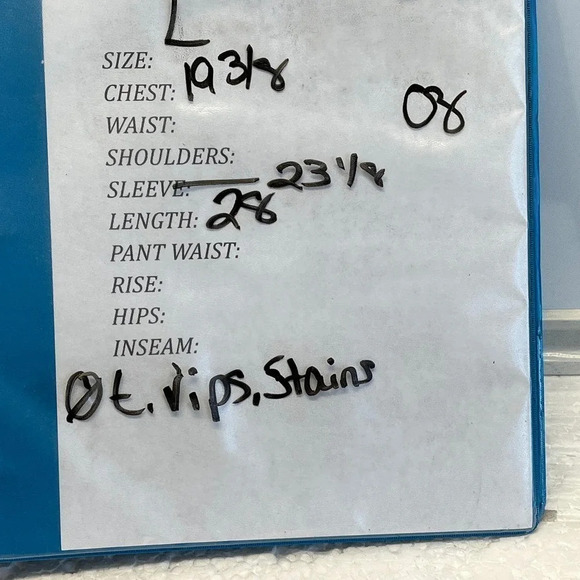 SIZE: L
CHEST: 19 3/8
08
WAIST:
SHOULDERS:
SLEEVE: 23 1/8
LENGTH: 28
PANT WAIST:
RISE:
HIPS:
INSEAM:
Øt, rips, Stains